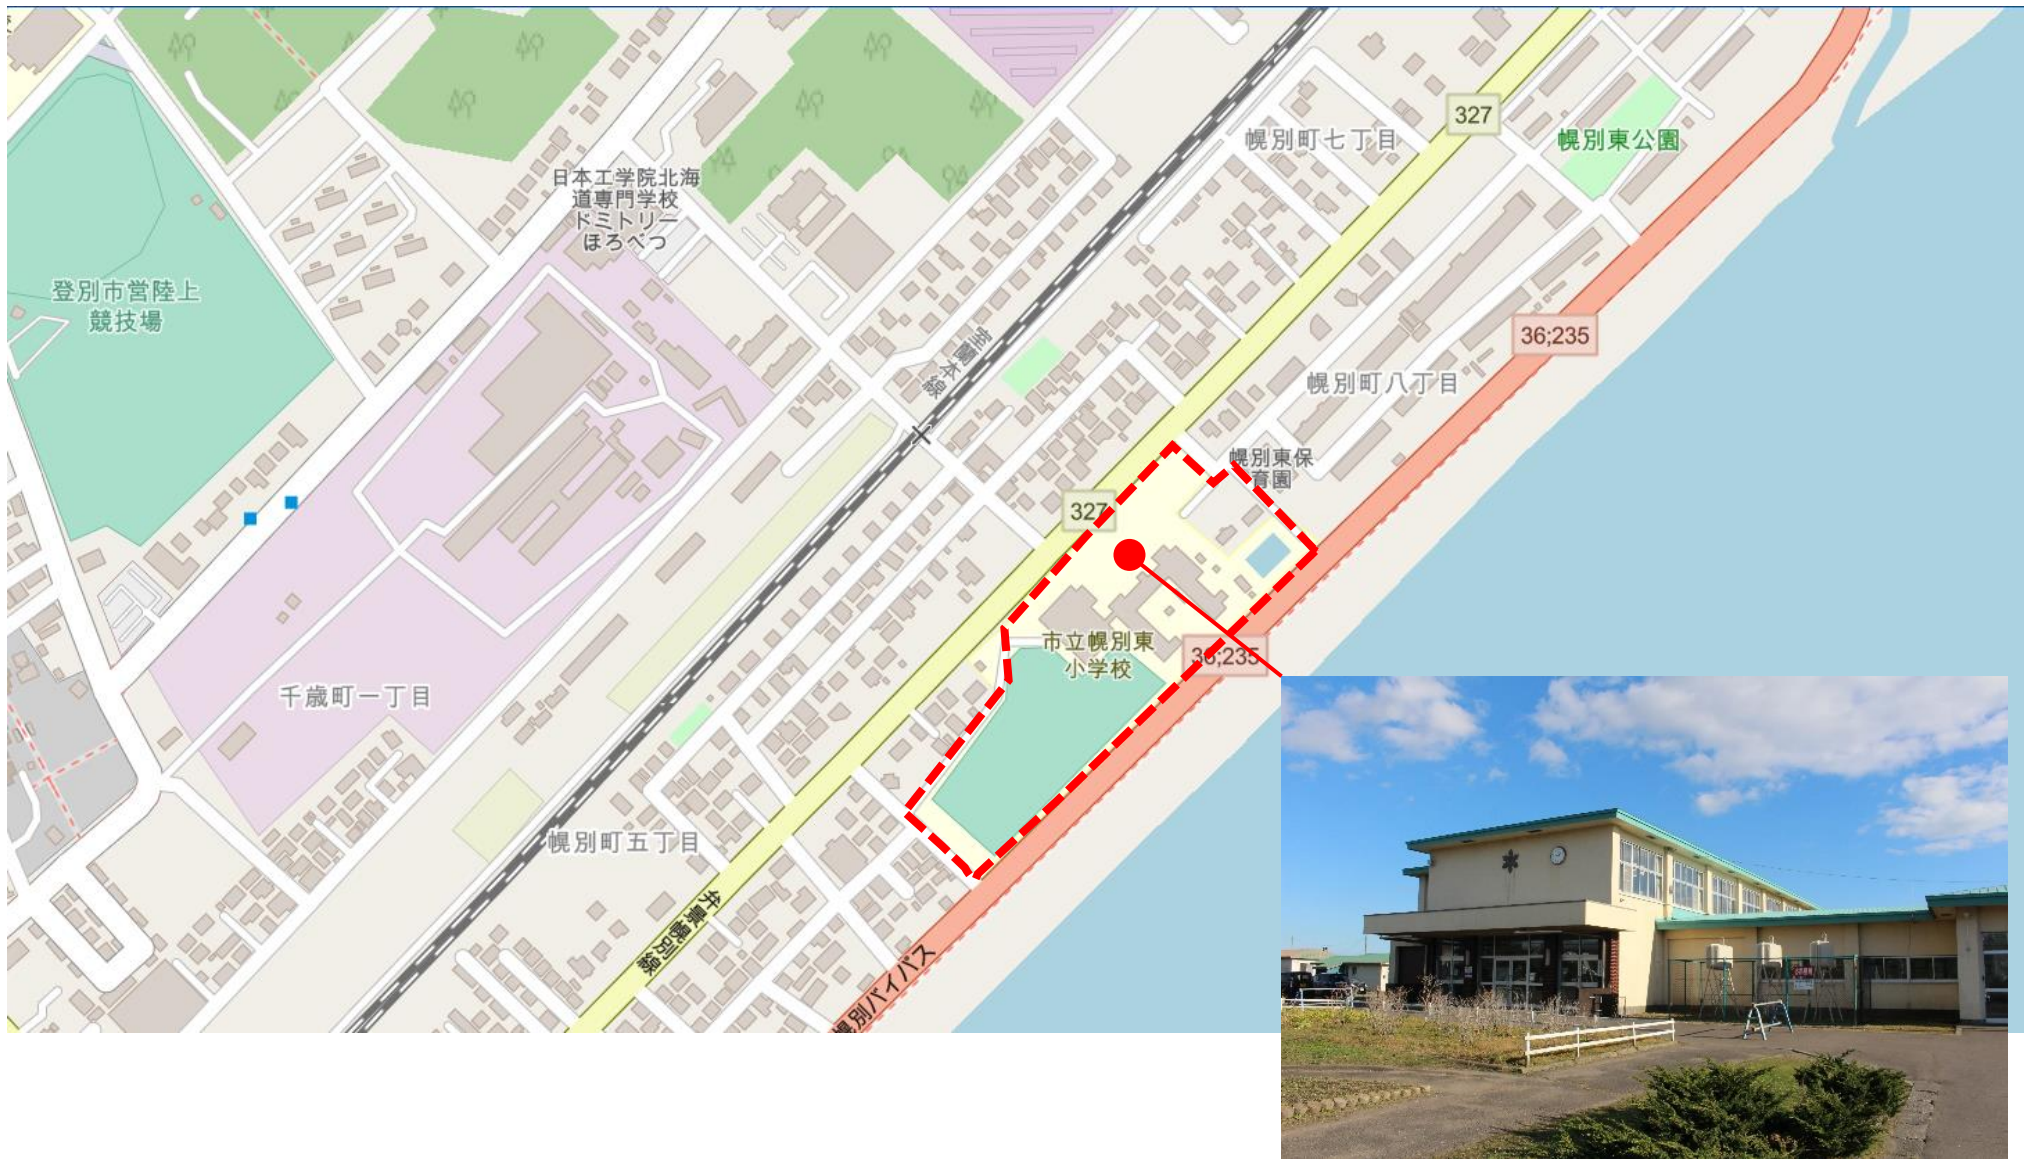 327
幌別町七丁目
幌別東公園
日本工学院北海
道専門学校
ドミトリー
ほろべつ
登別市営陸上
競技場
36;235
室蘭本線
幌別町八丁目
幌別東保
育園
327
市立幌別東
小学校
36;235
千歳町一丁目
幌別町五丁目
弁景幌別線
幌別バイパス